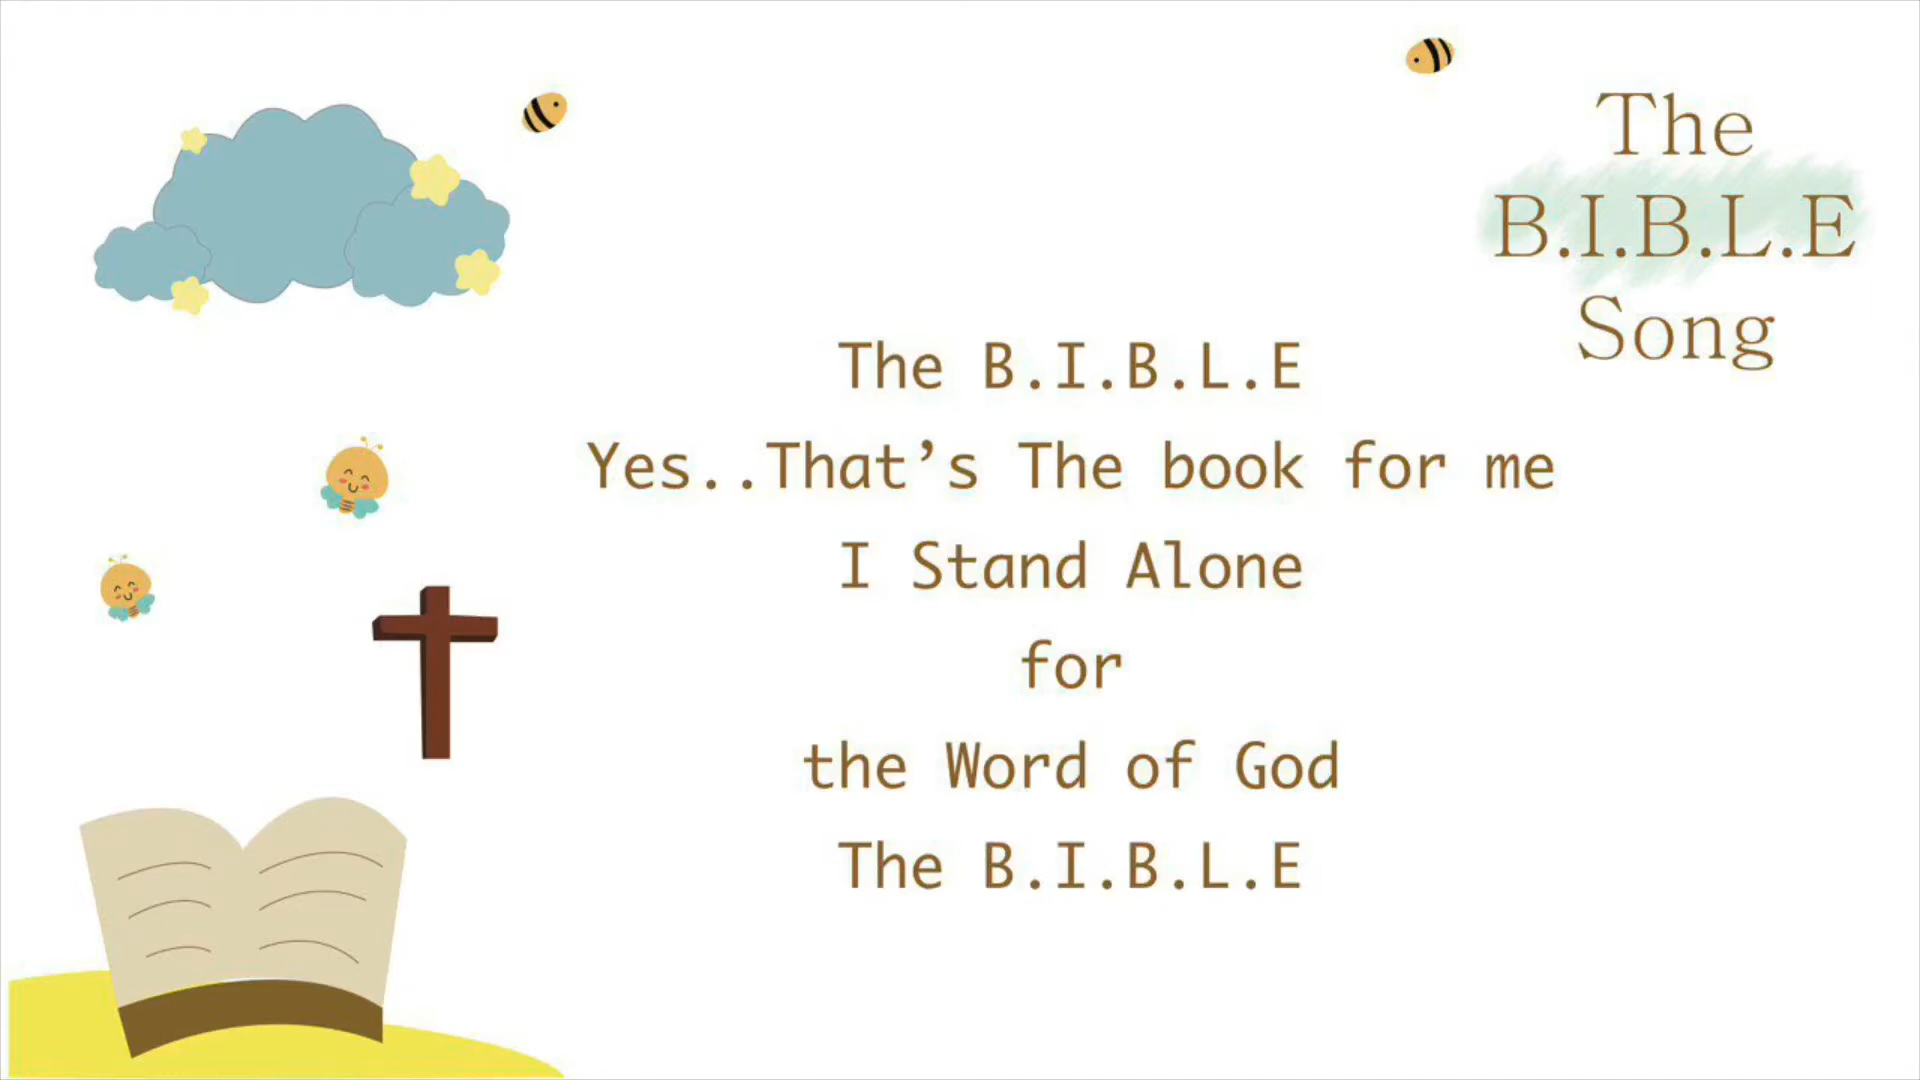 The
B.I.B.L.E
Song
The B.I.B.L.E
Yes..That’s The book for me
I Stand Alone
for
the Word of God
The B.I.B.L.E